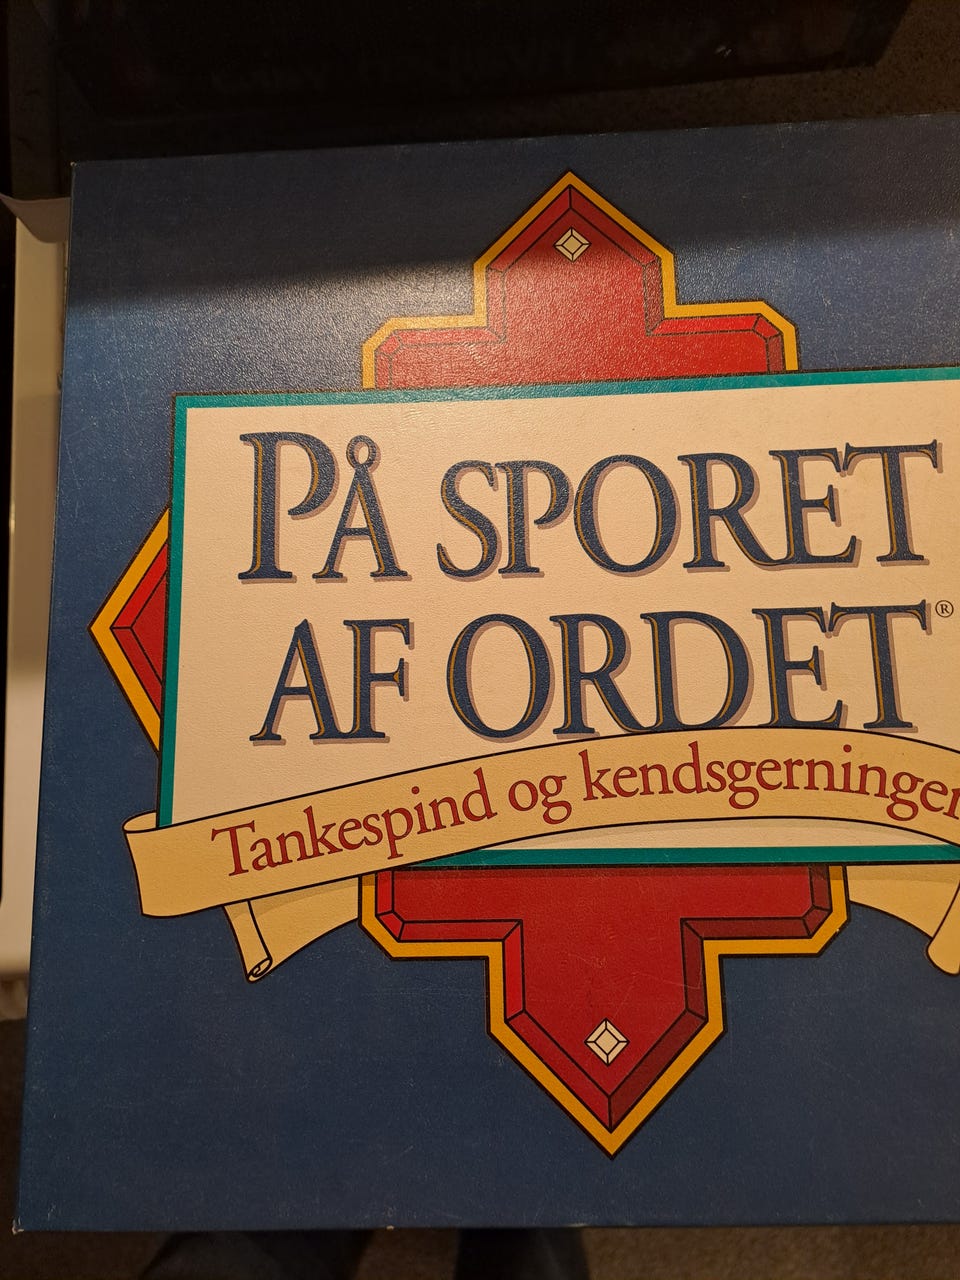 PÅ SPORET
AF ORDET®
Tankespind og kendsgerninger